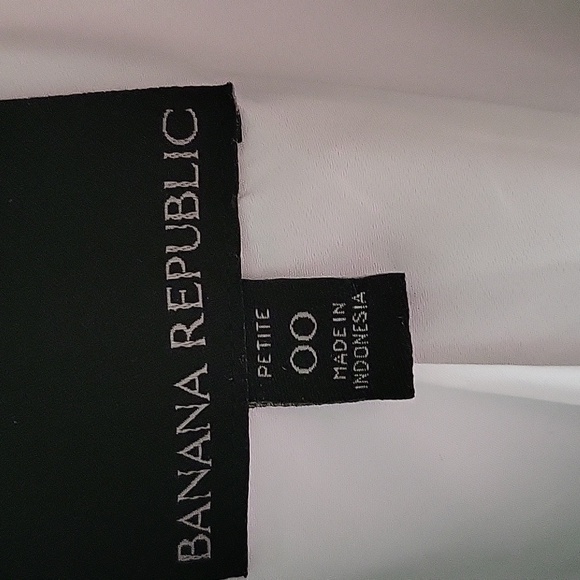 BANANA REPUBLIC
PETITE
00
MADE IN
INDONESIA